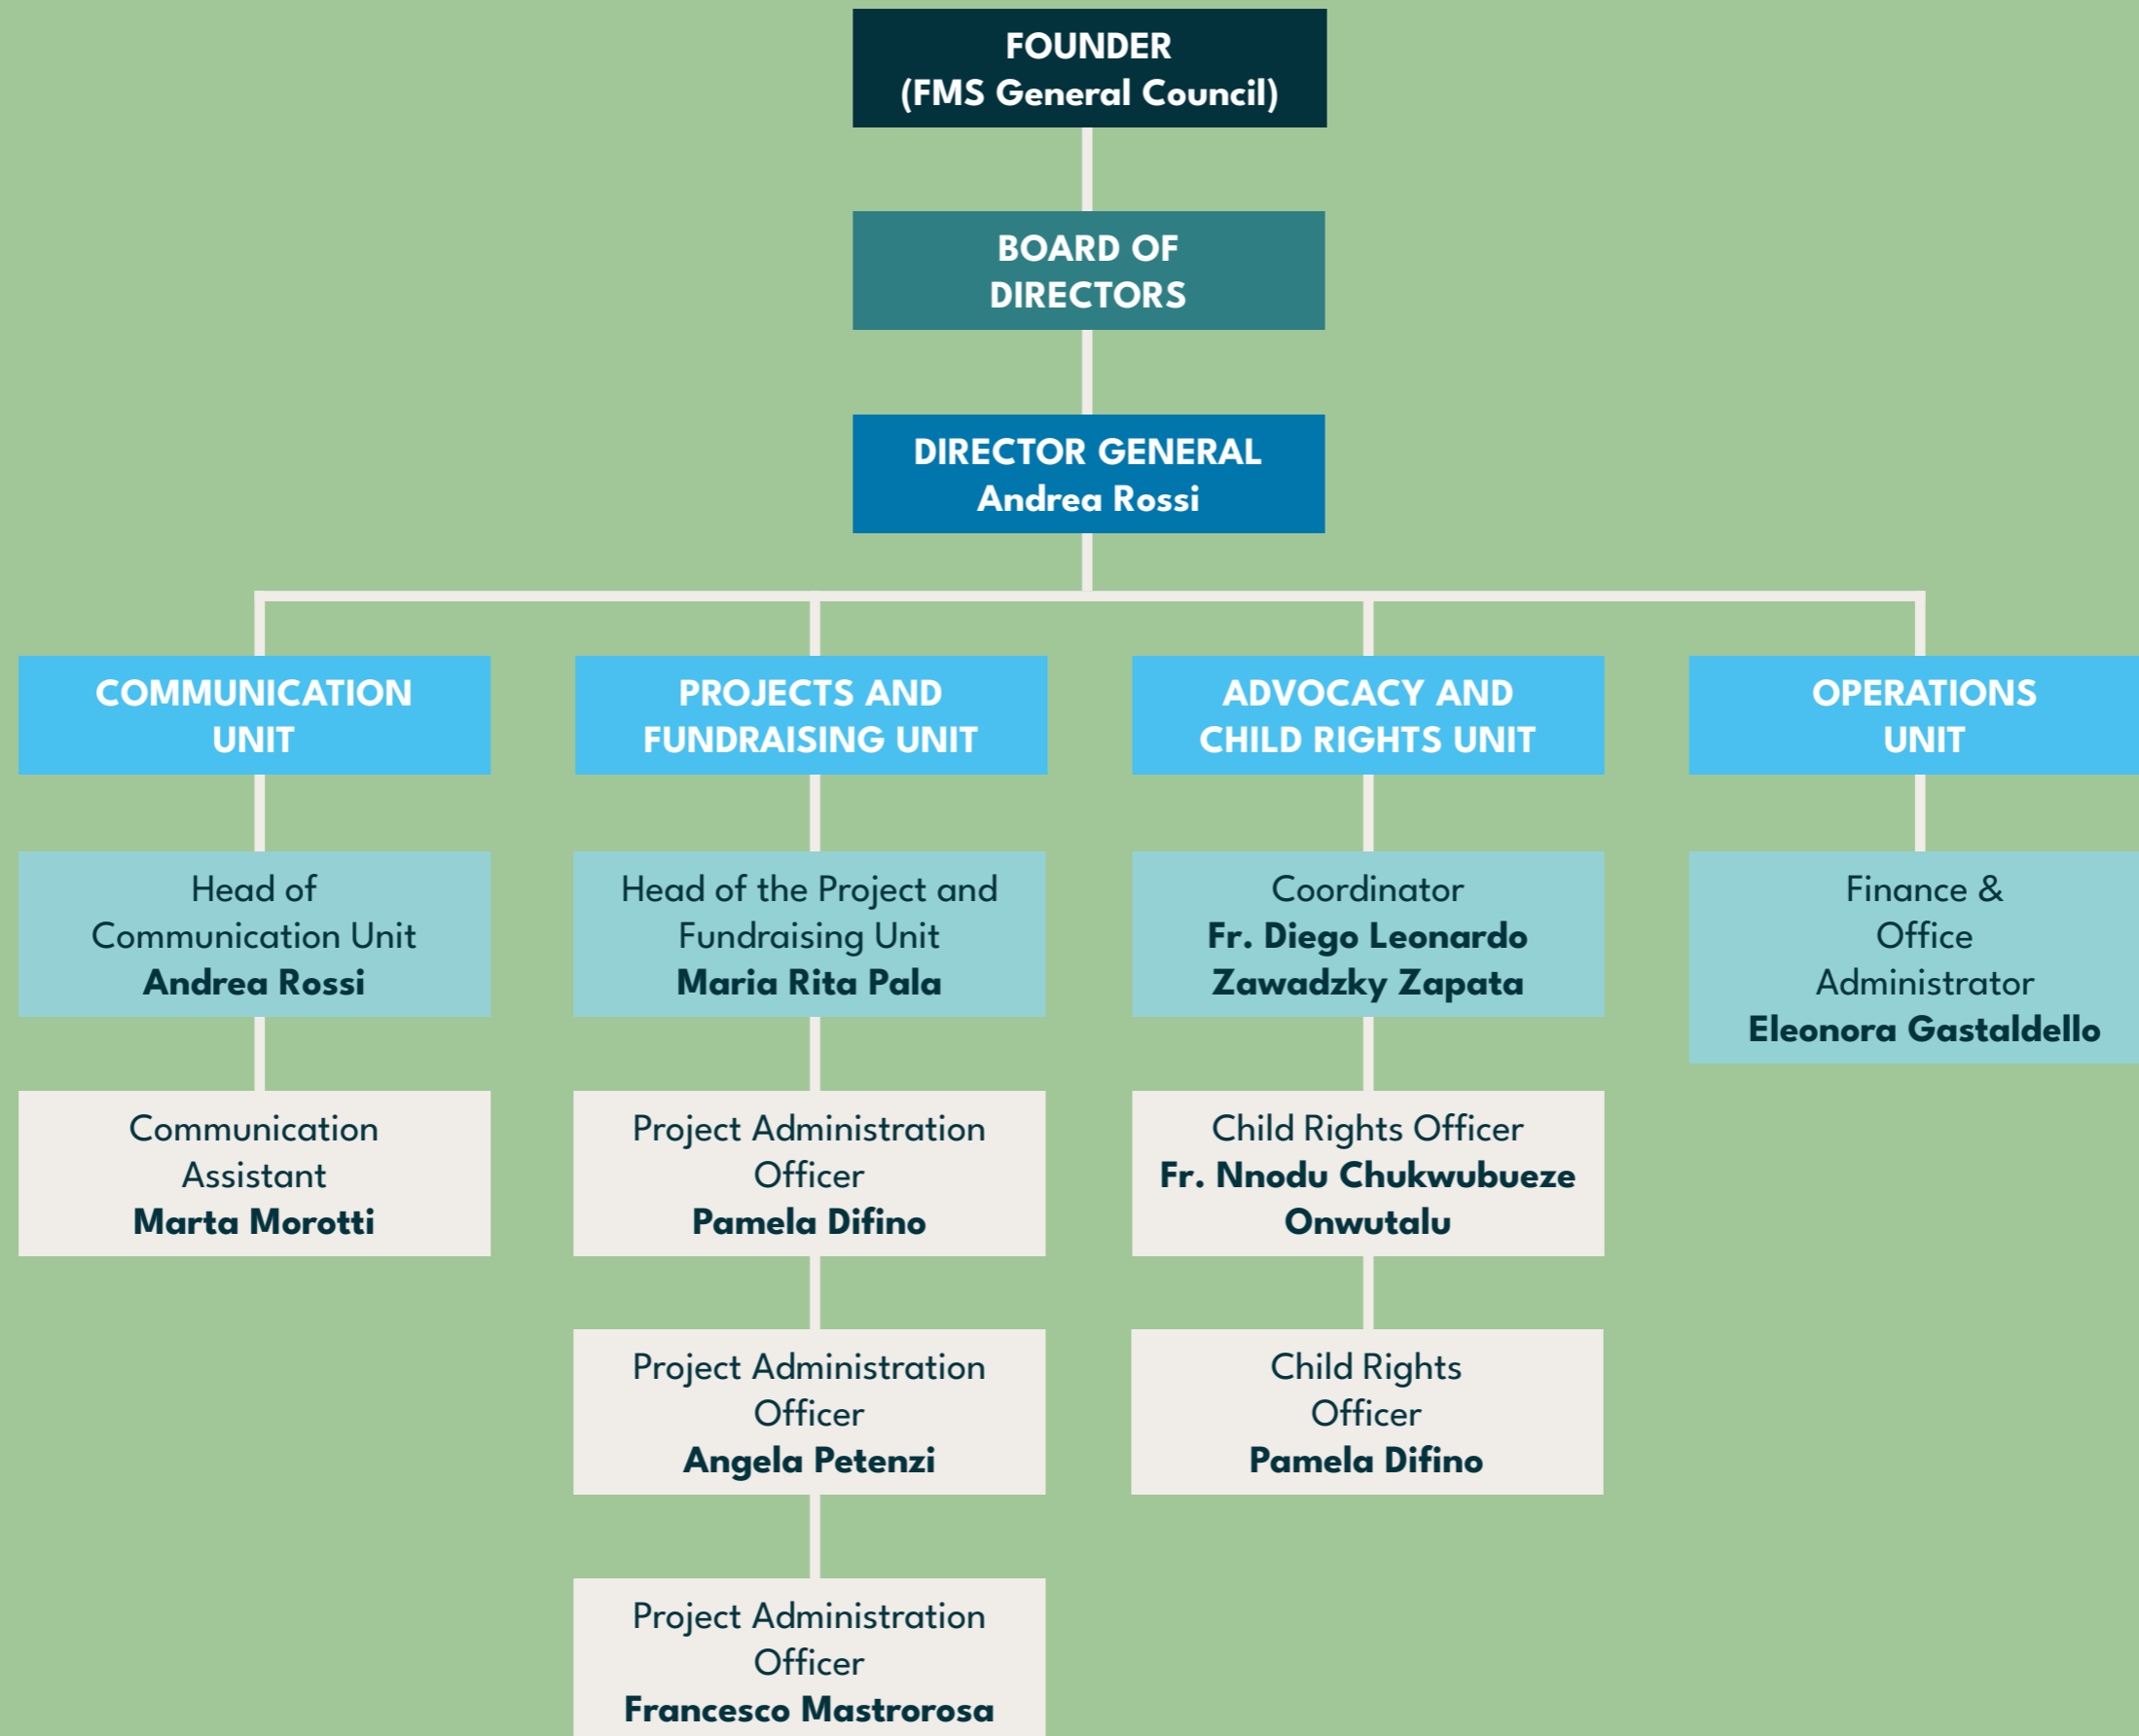 FOUNDER
(FMS General Council)
BOARD OF
DIRECTORS
DIRECTOR GENERAL
Andrea Rossi
COMMUNICATION
UNIT
PROJECTS AND
FUNDRAISING UNIT
ADVOCACY AND
CHILD RIGHTS UNIT
OPERATIONS
UNIT
Head of
Communication Unit
Andrea Rossi
Head of the Project and
Fundraising Unit
Maria Rita Pala
Coordinator
Fr. Diego Leonardo
Zawadzky Zapata
Finance &
Office
Administrator
Eleonora Gastaldello
Communication
Assistant
Marta Morotti
Project Administration
Officer
Pamela Difino
Child Rights Officer
Fr. Nnodu Chukwubueze
Onwutalu
Project Administration
Officer
Angela Petenzi
Child Rights
Officer
Pamela Difino
Project Administration
Officer
Francesco Mastrorosa